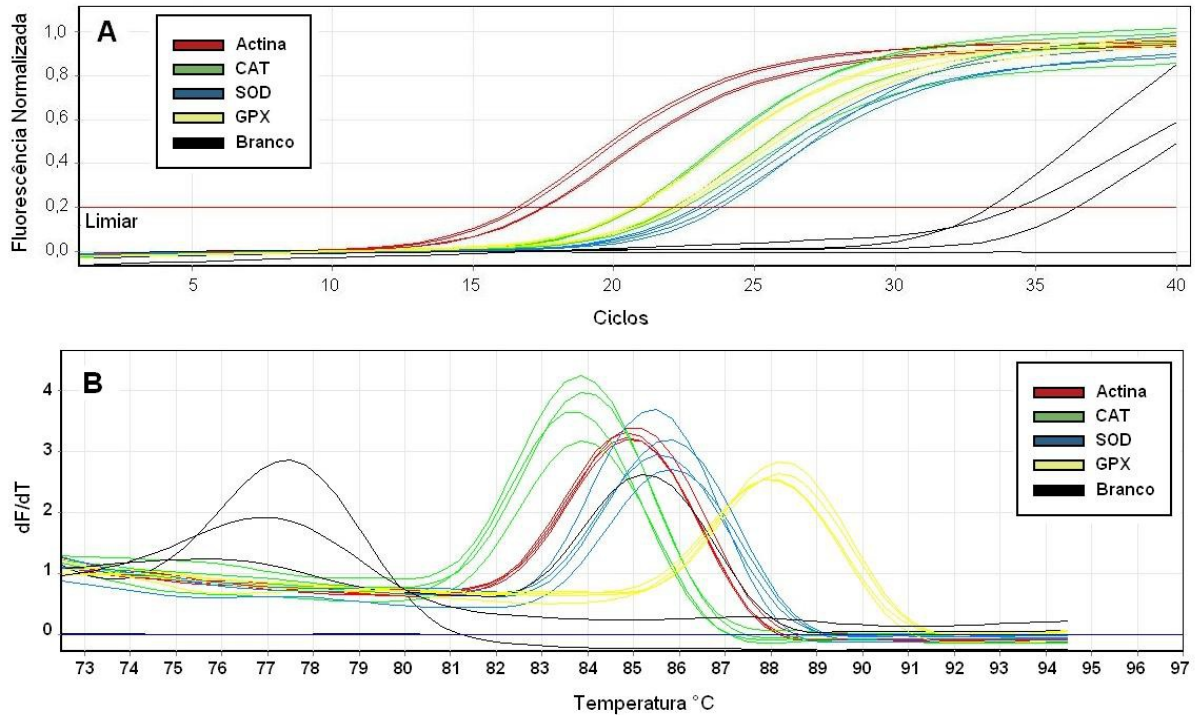 A
Actina
CAT
SOD
GPX
Branco
Fluorescência Normalizada
1,0
0,8
0,6
0,4
0,2
0,0
Limiar
5 10 15 20 25 30 35 40
Ciclos
B
Actina
CAT
SOD
GPX
Branco
dF/dT
4
3
2
1
0
73 74 75 76 77 78 79 80 81 82 83 84 85 86 87 88 89 90 91 92 93 94 95 96 97
Temperatura °C